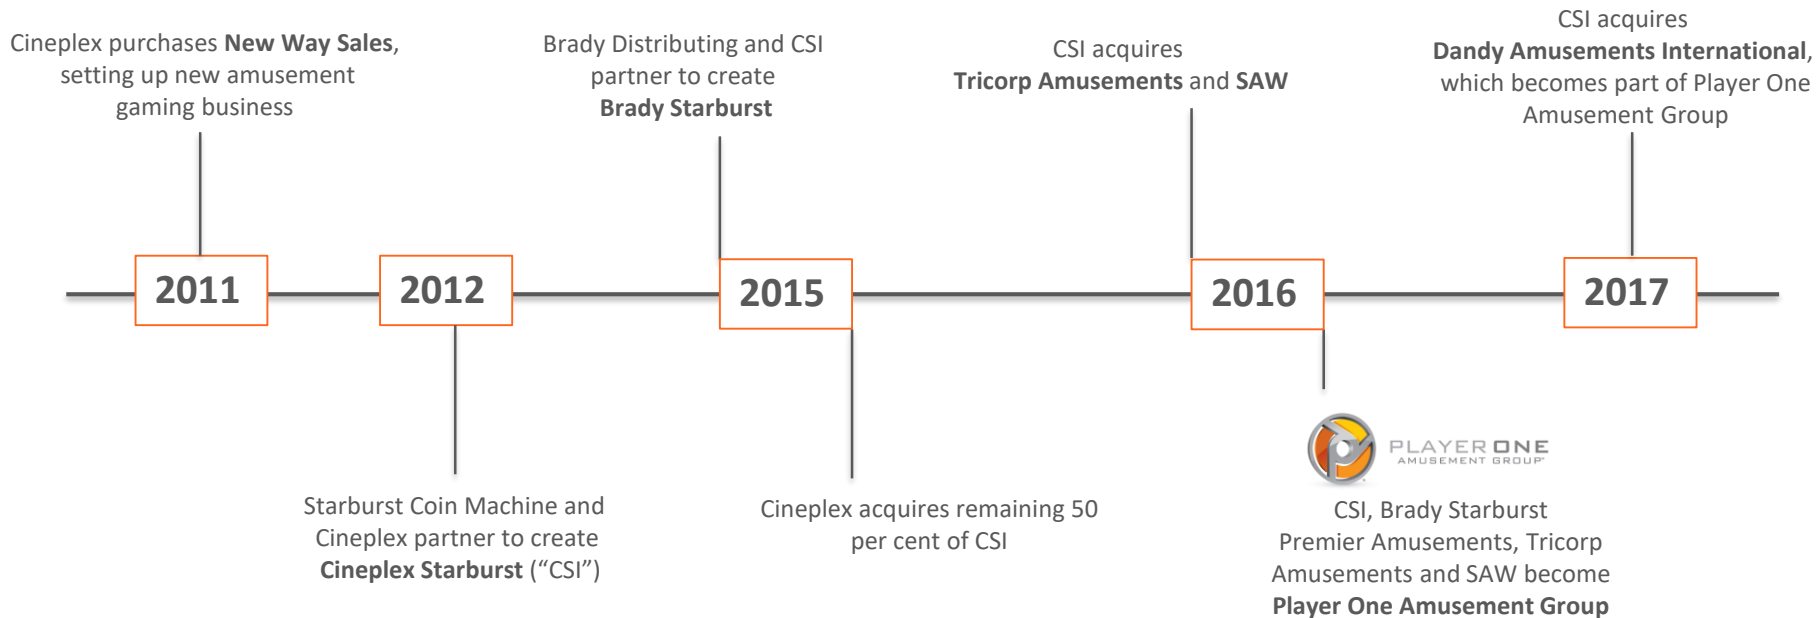 Cineplex purchases New Way Sales,
setting up new amusement
gaming business
Brady Distributing and CSI
partner to create
Brady Starburst
CSI acquires
Tricorp Amusements and SAW
CSI acquires
Dandy Amusements International,
which becomes part of Player One
Amusement Group
2011
2012
2015
2016
2017
Starburst Coin Machine and
Cineplex partner to create
Cineplex Starburst (“CSI”)
Cineplex acquires remaining 50
per cent of CSI
PLAYER ONE
AMUSEMENT GROUP
CSI, Brady Starburst
Premier Amusements, Tricorp
Amusements and SAW become
Player One Amusement Group